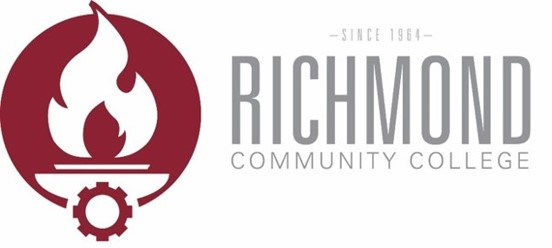 —SINCE 1964—
RICHMOND
COMMUNITY COLLEGE